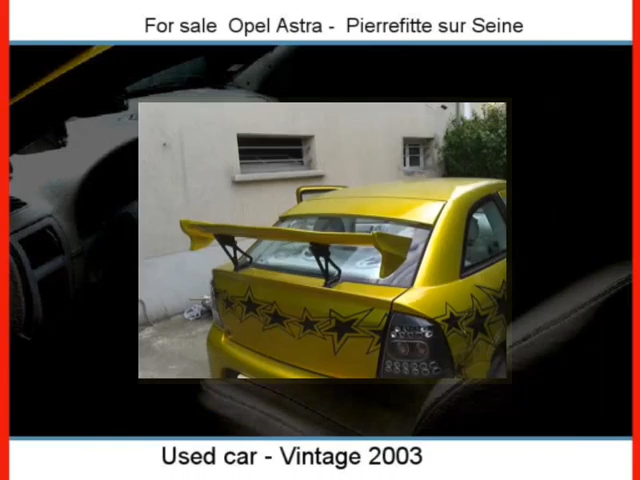 For sale  Opel Astra -  Pierrefitte sur Seine
Used car - Vintage 2003